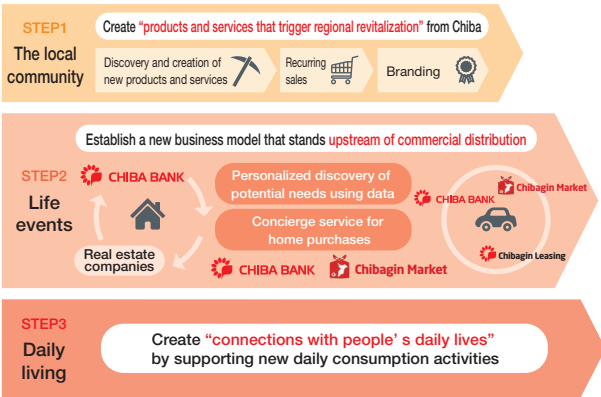 STEP1
The local
community
Create “products and services that trigger regional revitalization” from Chiba
Discovery and creation of
new products and services
Recurring
sales
Branding
STEP2
Life
events
Establish a new business model that stands upstream of commercial distribution
CHIBA BANK
Real estate
companies
Personalized discovery of
potential needs using data
Concierge service for
home purchases
CHIBA BANK
Chibagin Market
CHIBA BANK
Chibagin Market
Chibagin Leasing
STEP3
Daily
living
Create “connections with people’ s daily lives”
by supporting new daily consumption activities